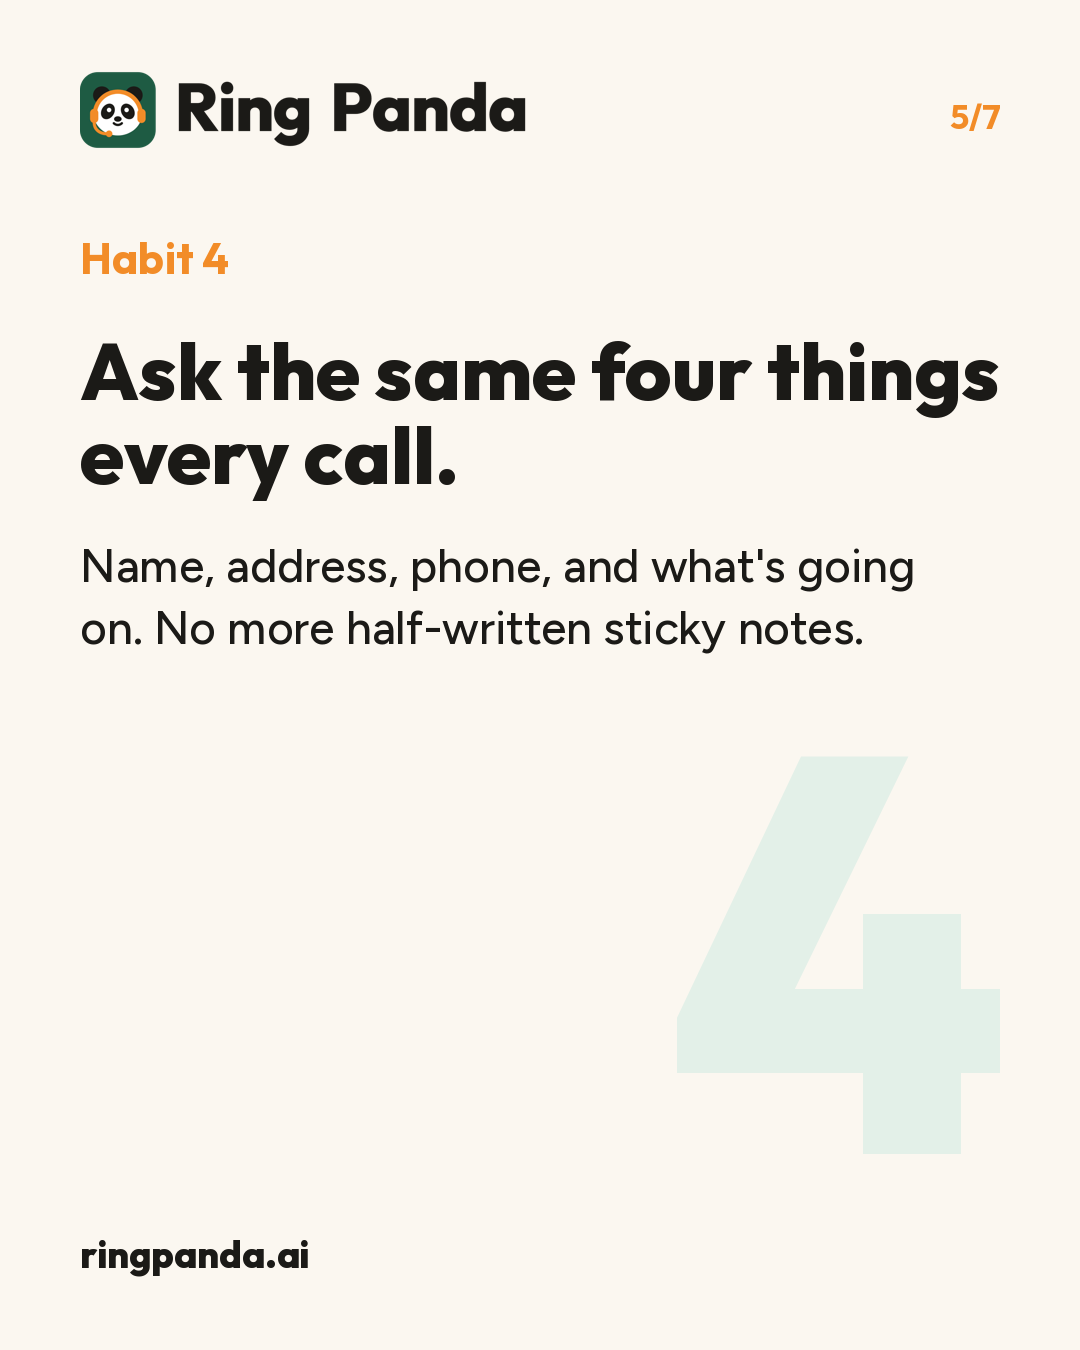 Ring Panda
5/7
Habit 4
Ask the same four things
every call.
Name, address, phone, and what's going
on. No more half-written sticky notes.
4
ringpanda.ai